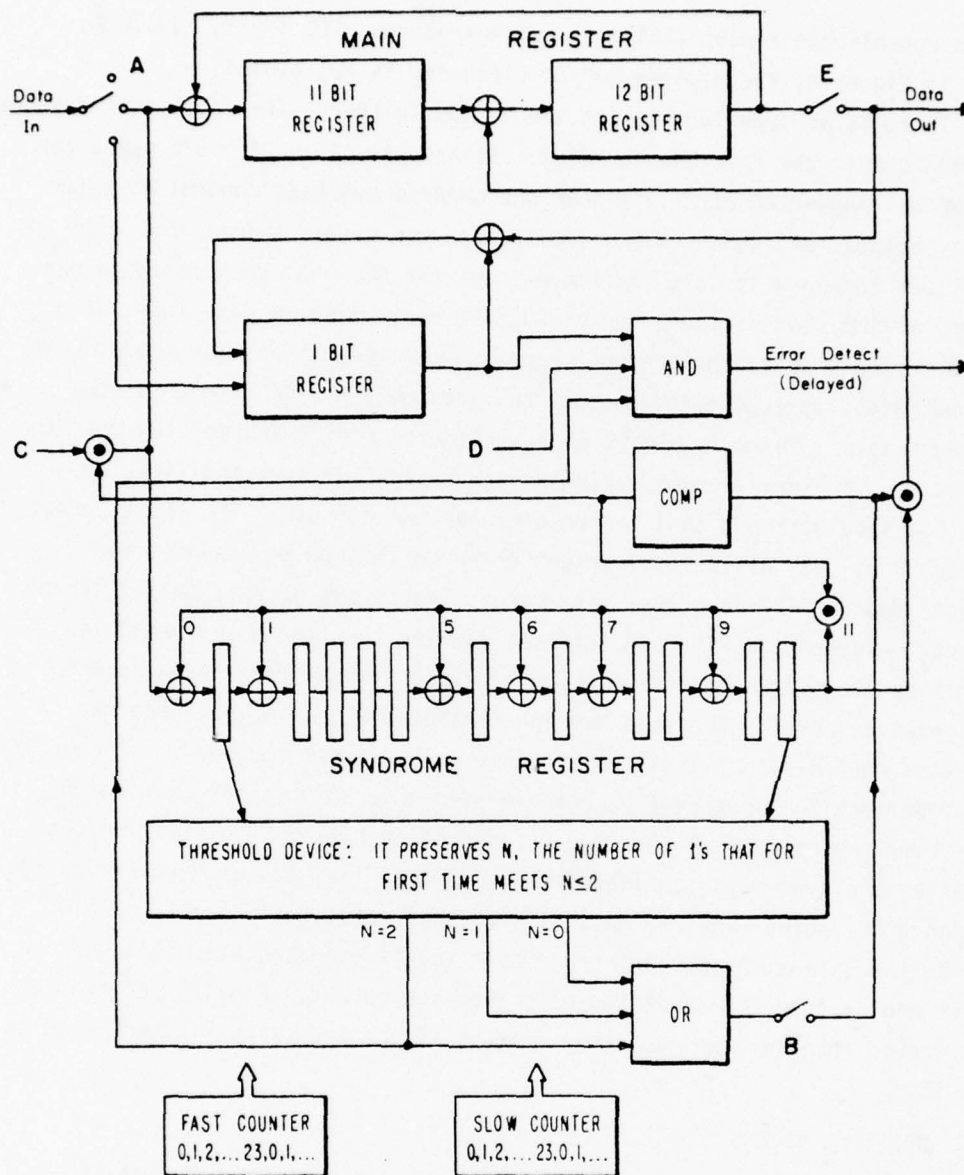 MAIN REGISTER
A
E
Data In
11 BIT REGISTER
12 BIT REGISTER
Data Out
1 BIT REGISTER
AND
Error Detect (Delayed)
C
D
COMP
0 1 5 6 7 9 11
SYNDROME REGISTER
THRESHOLD DEVICE: IT PRESERVES N, THE NUMBER OF 1's THAT FOR
FIRST TIME MEETS N≤2
N=2 N=1 N=0
OR
B
FAST COUNTER
0,1,2,...23,0,1,...
SLOW COUNTER
0,1,2,...23,0,1,...